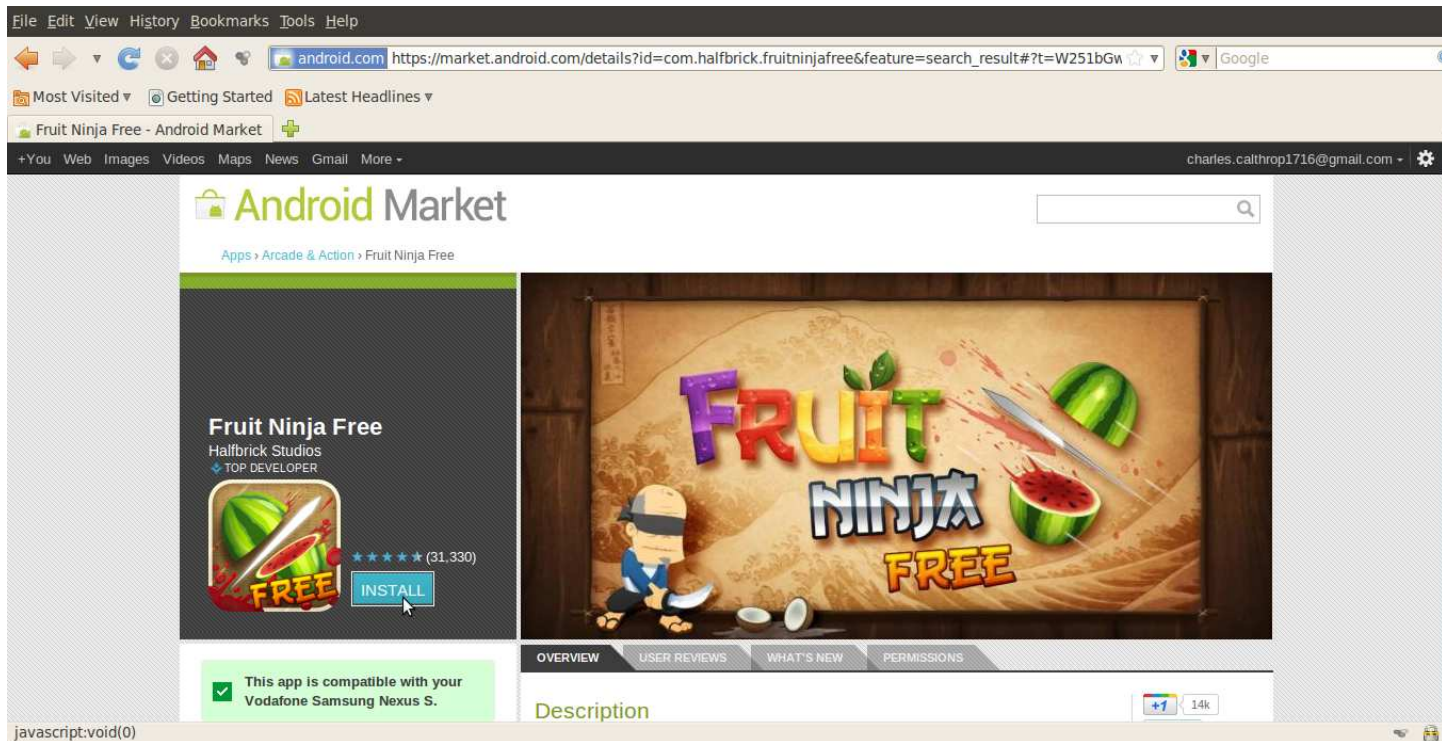 File Edit View History Bookmarks Tools Help
android.com https://market.android.com/details?id=com.halfbrick.fruitninjafree&feature=search_result#?t=W251bGw
Google
Most Visited Getting Started Latest Headlines
Fruit Ninja Free - Android Market
+You Web Images Videos Maps News Gmail More
charles.calthrop1716@gmail.com
Android Market
Apps › Arcade & Action › Fruit Ninja Free
Fruit Ninja Free
Halfbrick Studios
TOP DEVELOPER
FREE
(31,330)
INSTALL
FRUIT
NINJA
FREE
This app is compatible with your
Vodafone Samsung Nexus S.
OVERVIEW USER REVIEWS WHAT'S NEW PERMISSIONS
Description
+1 14k
javascript:void(0)